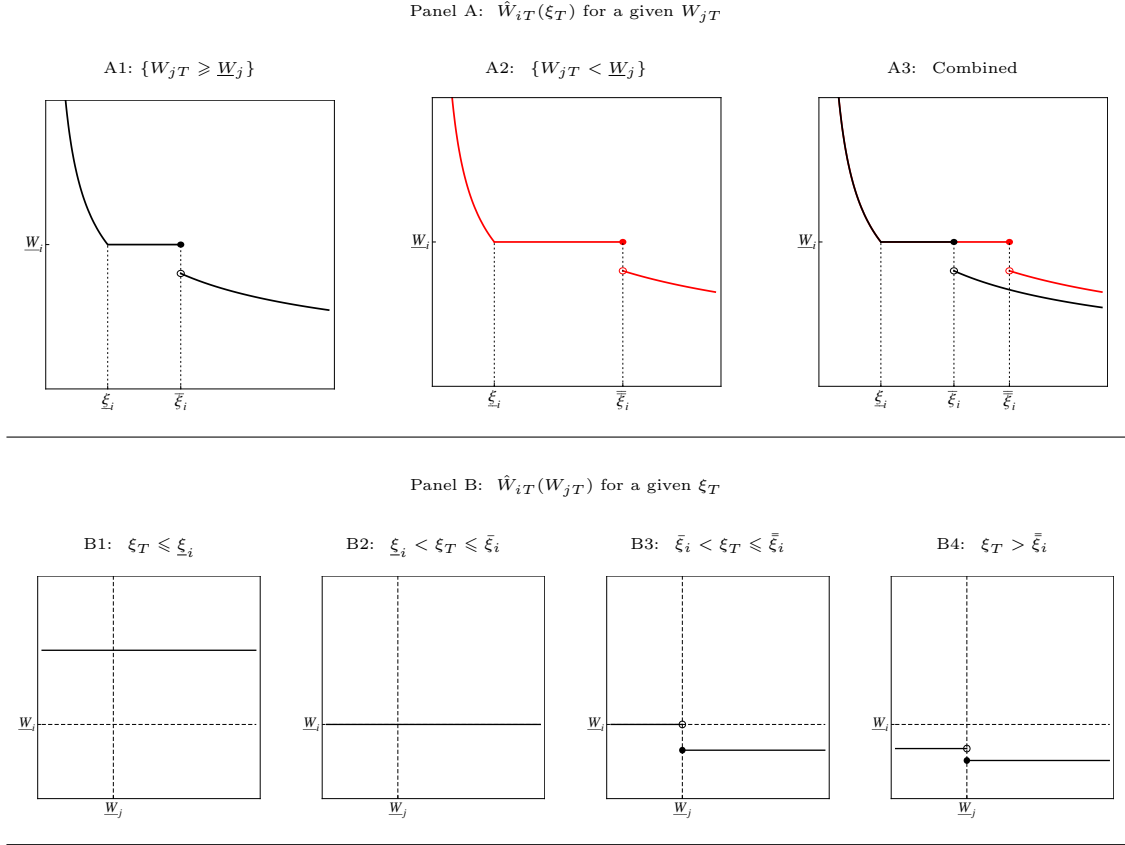 Panel A: Ŵ_{iT}(ξ_T) for a given W_{jT}
A1: {W_{jT} ⩾ W̲_j}
A2: {W_{jT} < W̲_j}
A3: Combined
W̲_i
ξ̲_i
ξ̄_i
W̲_i
ξ̲_i
ξ̿_i
W̲_i
ξ̲_i
ξ̄_i
ξ̿_i
Panel B: Ŵ_{iT}(W_{jT}) for a given ξ_T
B1: ξ_T ⩽ ξ̲_i
B2: ξ̲_i < ξ_T ⩽ ξ̄_i
B3: ξ̄_i < ξ_T ⩽ ξ̿_i
B4: ξ_T > ξ̿_i
W̲_i
W̲_j
W̲_i
W̲_j
W̲_i
W̲_j
W̲_i
W̲_j